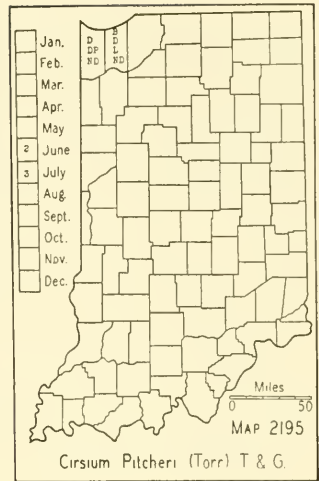 Jan.
Feb.
Mar.
Apr.
May
2 June
3 July
Aug.
Sept.
Oct.
Nov.
Dec.
D
DP
ND
B
D
L
ND
Miles
0 50
MAP 2195
Cirsium Pitcheri (Torr) T & G.